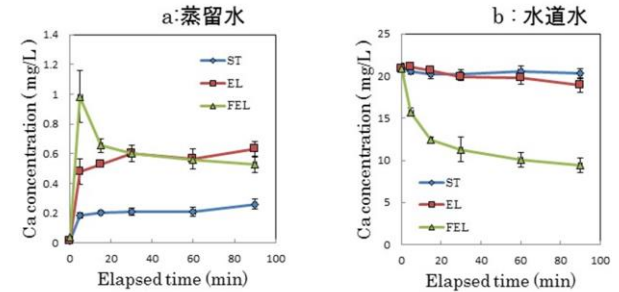 a:蒸留水
Ca concentration ( mg/L )
1.4
1.2
1
0.8
0.6
0.4
0.2
0
0 20 40 60 80 100
Elapsed time (min)
ST
EL
FEL
b：水道水
Ca concentration ( mg/L )
25
20
15
10
5
0
0 20 40 60 80 100
Elapsed time (min)
ST
EL
FEL